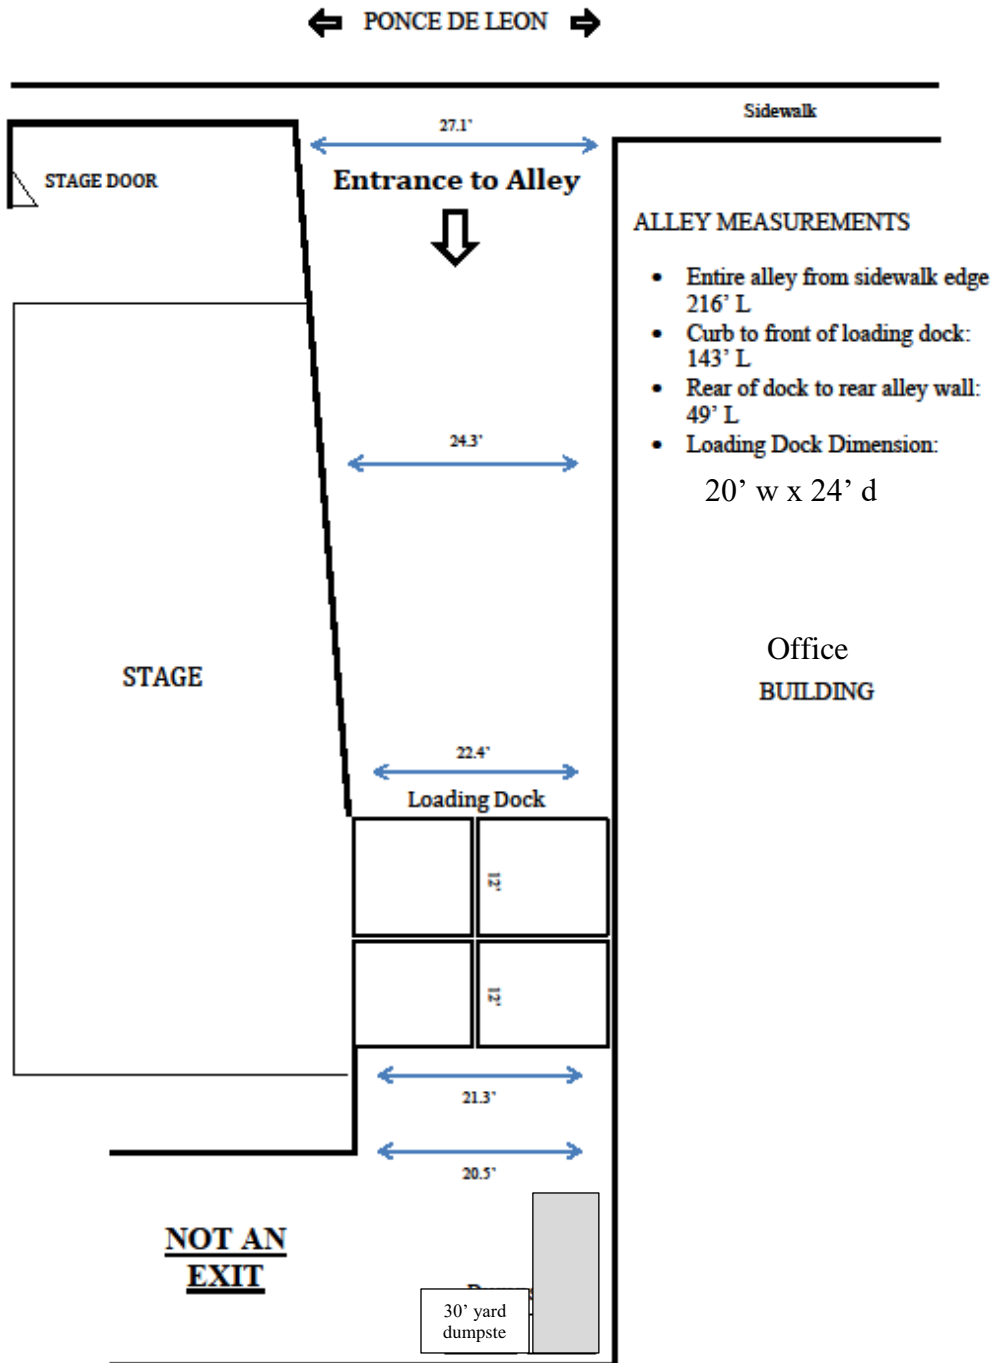 PONCE DE LEON
Sidewalk
27.1'
Entrance to Alley
STAGE DOOR
ALLEY MEASUREMENTS
• Entire alley from sidewalk edge
216’ L
• Curb to front of loading dock:
143’ L
• Rear of dock to rear alley wall:
49’ L
• Loading Dock Dimension:
20’ w x 24’ d
24.3'
Office
BUILDING
STAGE
22.4'
Loading Dock
12'
12'
21.3'
20.5'
NOT AN
EXIT
30’ yard
dumpste